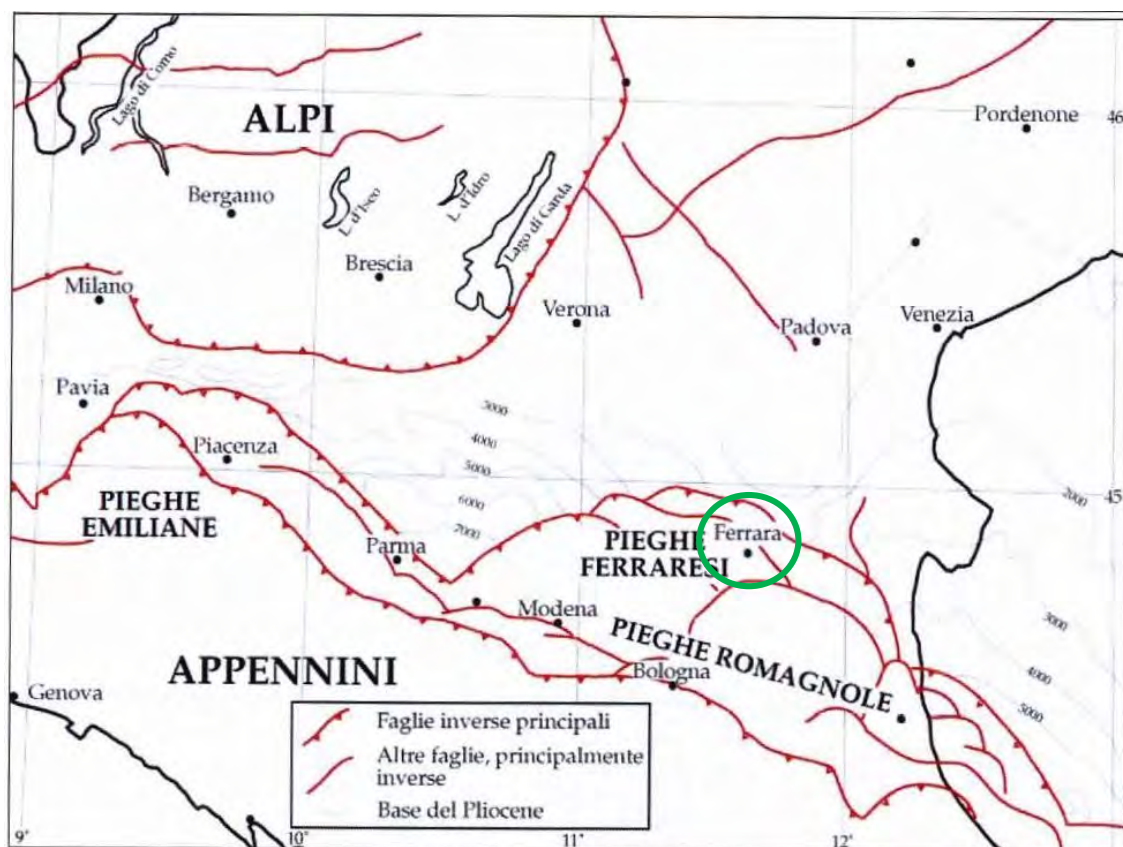 Lago di Como
ALPI
Pordenone
46
Bergamo
L. d'Iseo
L. d'Idro
Lago di Garda
Brescia
Milano
Verona
Padova
Venezia
Pavia
3000
4000
Piacenza
5000
6000
7000
45
2000
PIEGHE
EMILIANE
Parma
PIEGHE
FERRARESI
Ferrara
Modena
PIEGHE ROMAGNOLE
3000
4000
5000
APPENNINI
Bologna
Genova
Faglie inverse principali
Altre faglie, principalmente
inverse
Base del Pliocene
9°
10°
11°
12°